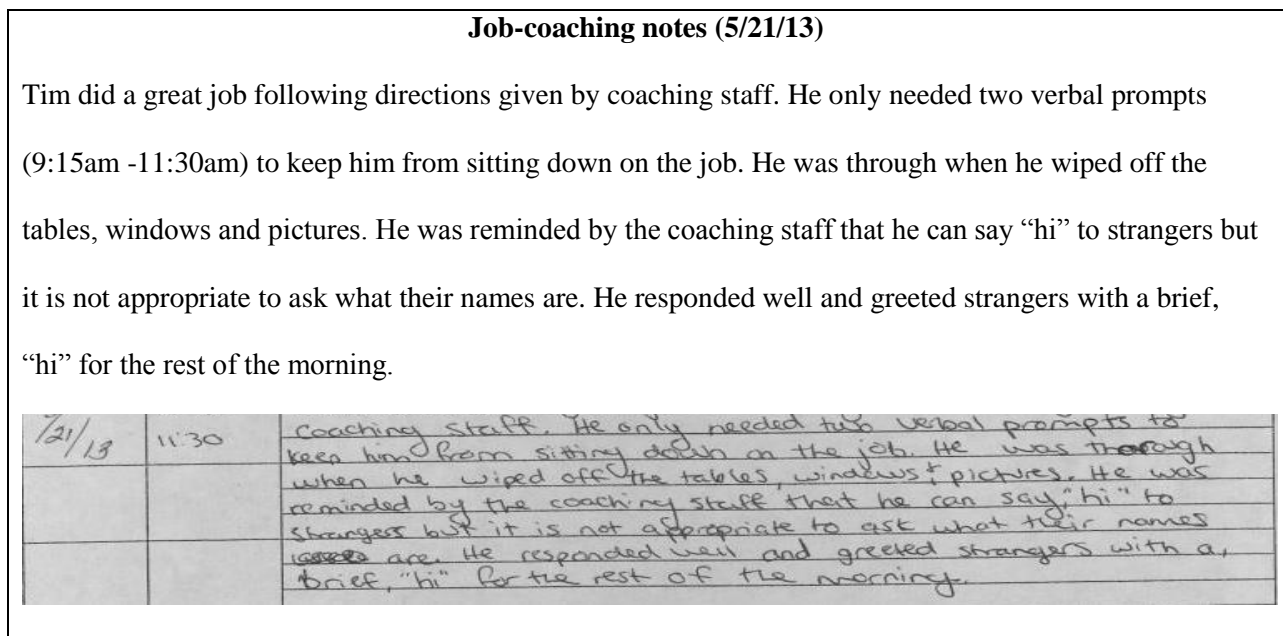 Job-coaching notes (5/21/13)
Tim did a great job following directions given by coaching staff. He only needed two verbal prompts
(9:15am -11:30am) to keep him from sitting down on the job. He was through when he wiped off the
tables, windows and pictures. He was reminded by the coaching staff that he can say “hi” to strangers but
it is not appropriate to ask what their names are. He responded well and greeted strangers with a brief,
“hi” for the rest of the morning.
/21/13 11:30 Coaching Staff. He only needed two verbal prompts to
keep him from sitting down on the job. He was thorough
when he wiped off the tables, windows + pictures. He was
reminded by the coaching staff that he can say, "hi" to
strangers but it is not appropriate to ask what their names
are. He responded well and greeted strangers with a,
brief, "hi" for the rest of the morning.